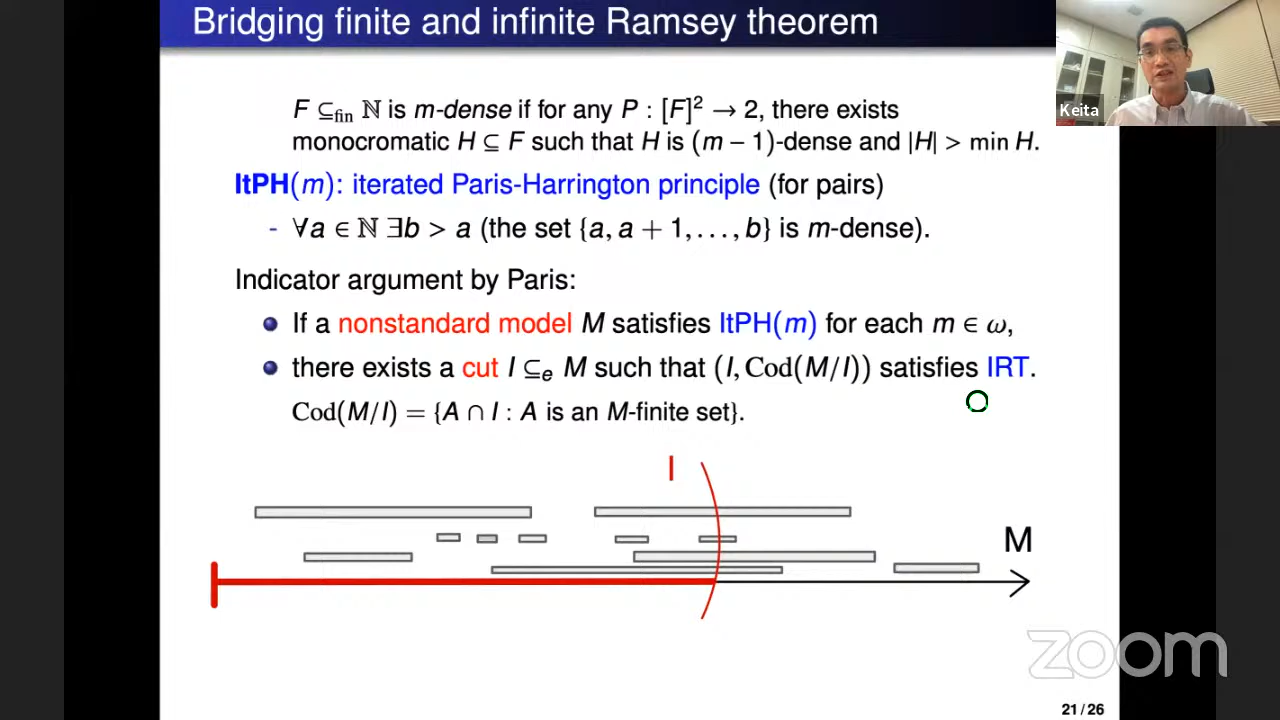 Bridging finite and infinite Ramsey theorem
F ⊆fin ℕ is m-dense if for any P : [F]² → 2, there exists
monocromatic H ⊆ F such that H is (m − 1)-dense and |H| > min H.
ItPH(m): iterated Paris-Harrington principle (for pairs)
- ∀a ∈ ℕ ∃b > a (the set {a, a + 1, . . . , b} is m-dense).
Indicator argument by Paris:
If a nonstandard model M satisfies ItPH(m) for each m ∈ ω,
there exists a cut I ⊆e M such that (I, Cod(M/I)) satisfies IRT.
Cod(M/I) = {A ∩ I : A is an M-finite set}.
I
M
Keita
zoom
21 / 26